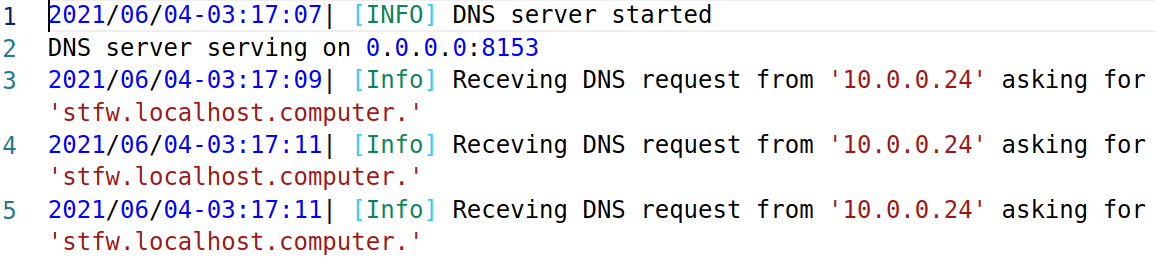 1 2021/06/04-03:17:07| [INFO] DNS server started
2 DNS server serving on 0.0.0.0:8153
3 2021/06/04-03:17:09| [Info] Receving DNS request from '10.0.0.24' asking for
'stfw.localhost.computer.'
4 2021/06/04-03:17:11| [Info] Receving DNS request from '10.0.0.24' asking for
'stfw.localhost.computer.'
5 2021/06/04-03:17:11| [Info] Receving DNS request from '10.0.0.24' asking for
'stfw.localhost.computer.'